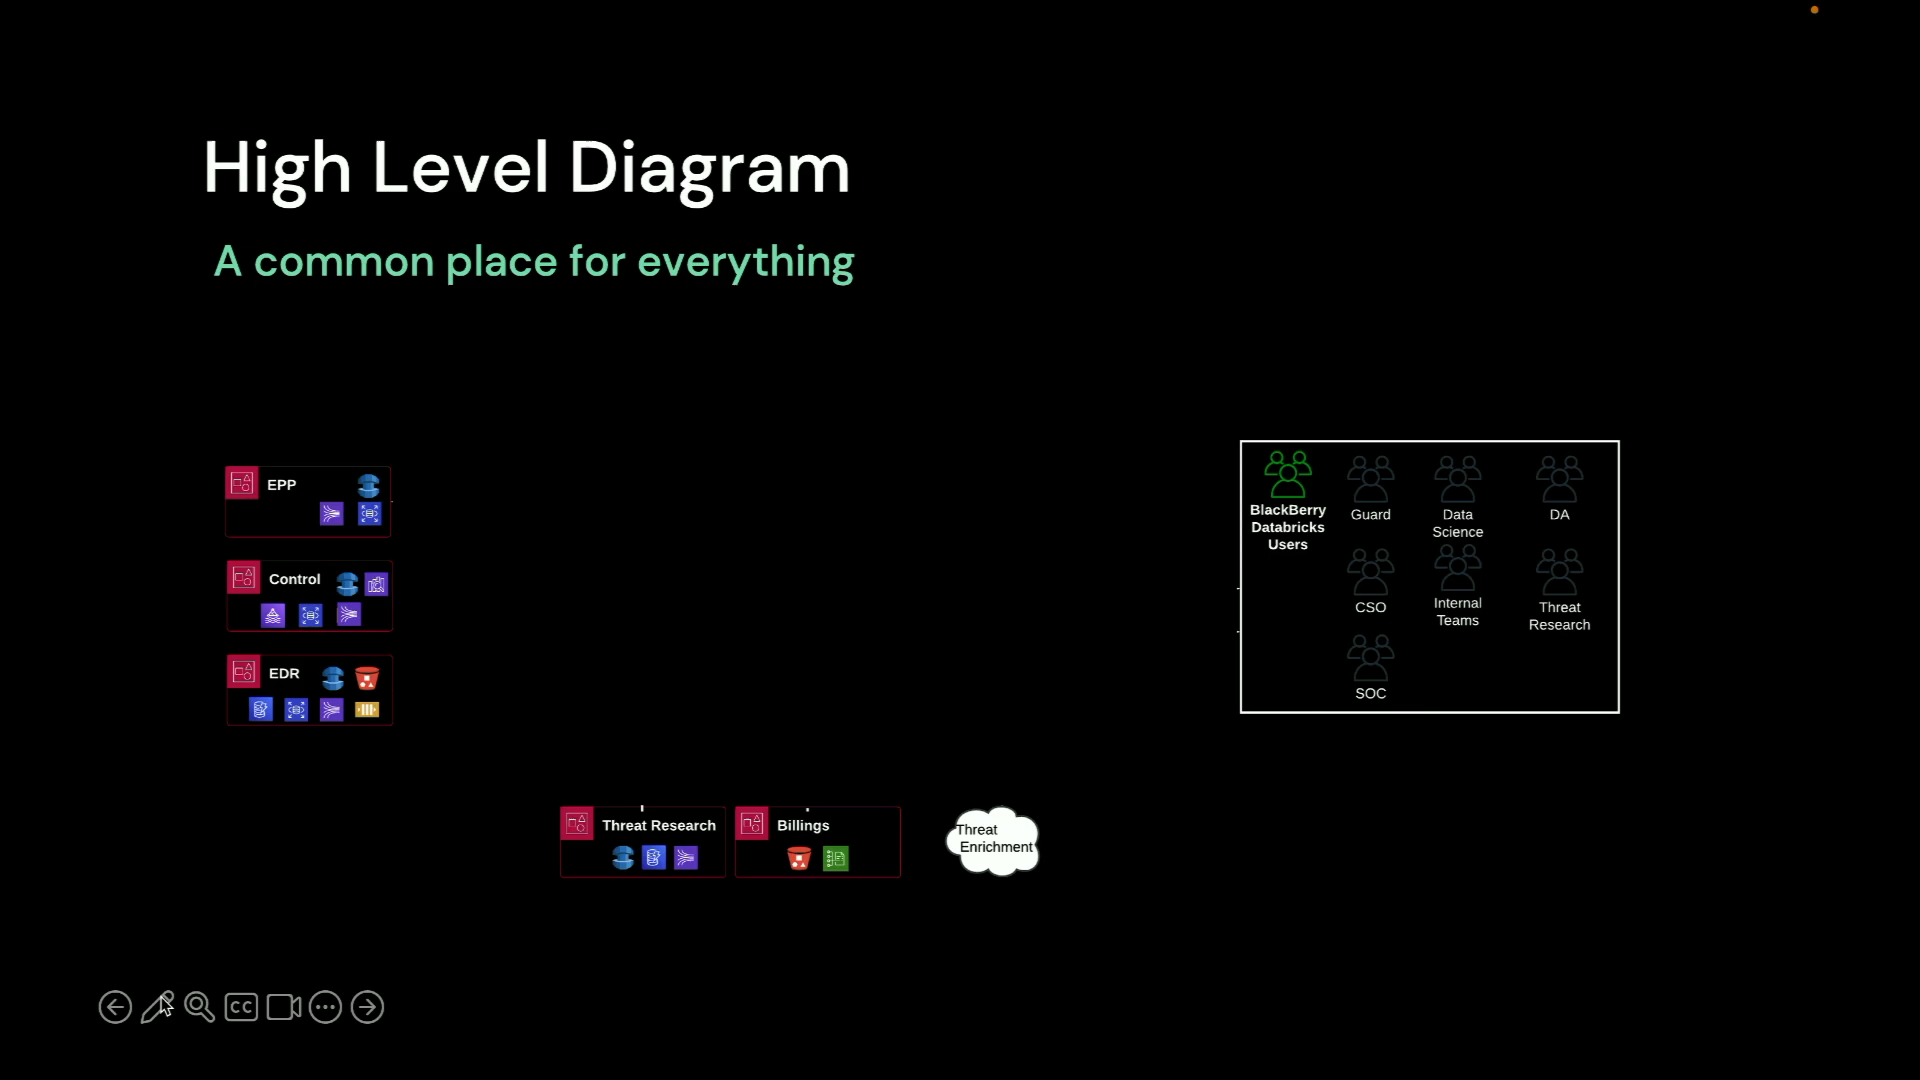 High Level Diagram
A common place for everything
EPP
Control
EDR
Threat Research
Billings
Threat
Enrichment
BlackBerry
Databricks
Users
Guard
Data
Science
DA
CSO
Internal
Teams
Threat
Research
SOC
CC